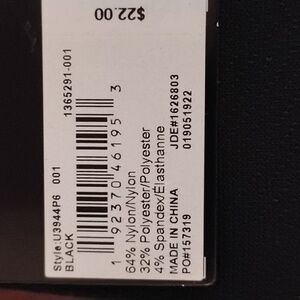 $22.00
1365291-001
Style:U3944P6 001
BLACK
1 92370 46195 3
64% Nylon/Nylon
32% Polyester/Polyester
4% Spandex/Élasthanne
MADE IN CHINA JDE#1626803
PO#157319 019051922